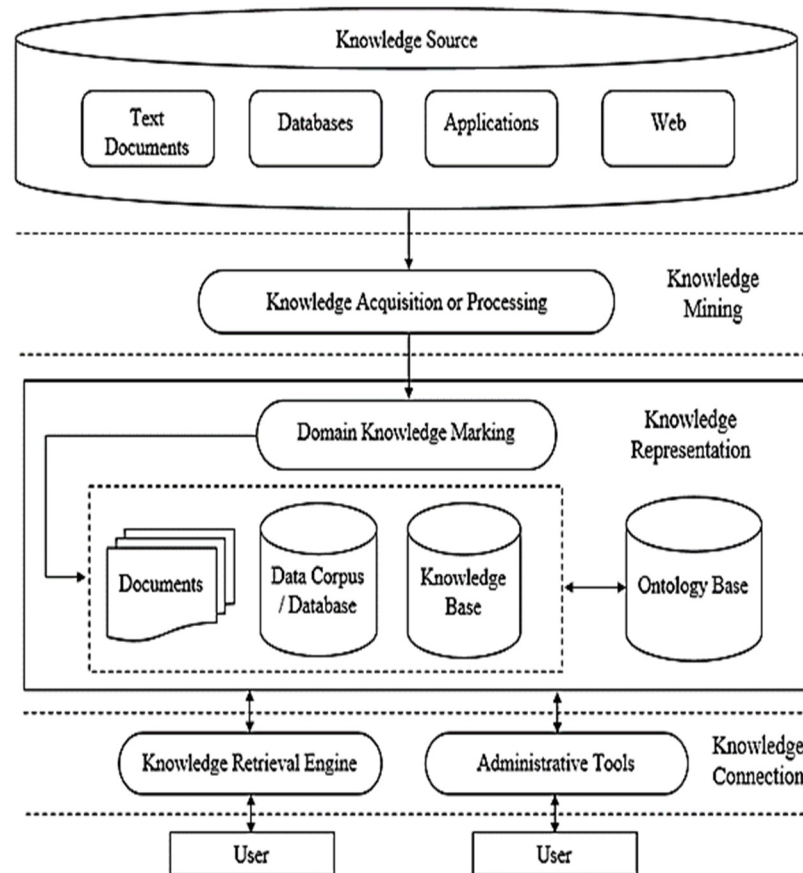 Knowledge Source
Text
Documents
Databases
Applications
Web
Knowledge Acquisition or Processing
Knowledge
Mining
Domain Knowledge Marking
Knowledge
Representation
Documents
Data Corpus
/ Database
Knowledge
Base
Ontology Base
Knowledge Retrieval Engine
Administrative Tools
Knowledge
Connection
User
User